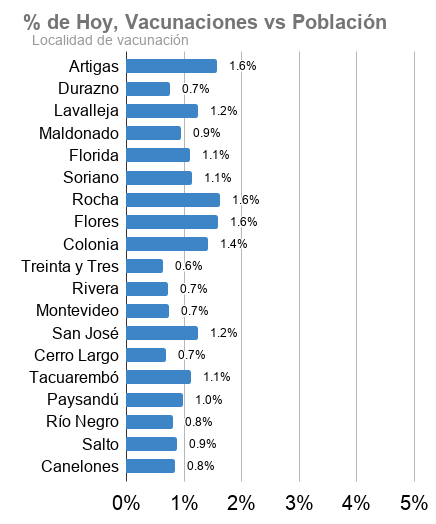 % de Hoy, Vacunaciones vs Población
Localidad de vacunación
Artigas 1.6%
Durazno 0.7%
Lavalleja 1.2%
Maldonado 0.9%
Florida 1.1%
Soriano 1.1%
Rocha 1.6%
Flores 1.6%
Colonia 1.4%
Treinta y Tres 0.6%
Rivera 0.7%
Montevideo 0.7%
San José 1.2%
Cerro Largo 0.7%
Tacuarembó 1.1%
Paysandú 1.0%
Río Negro 0.8%
Salto 0.9%
Canelones 0.8%
0% 1% 2% 3% 4% 5%